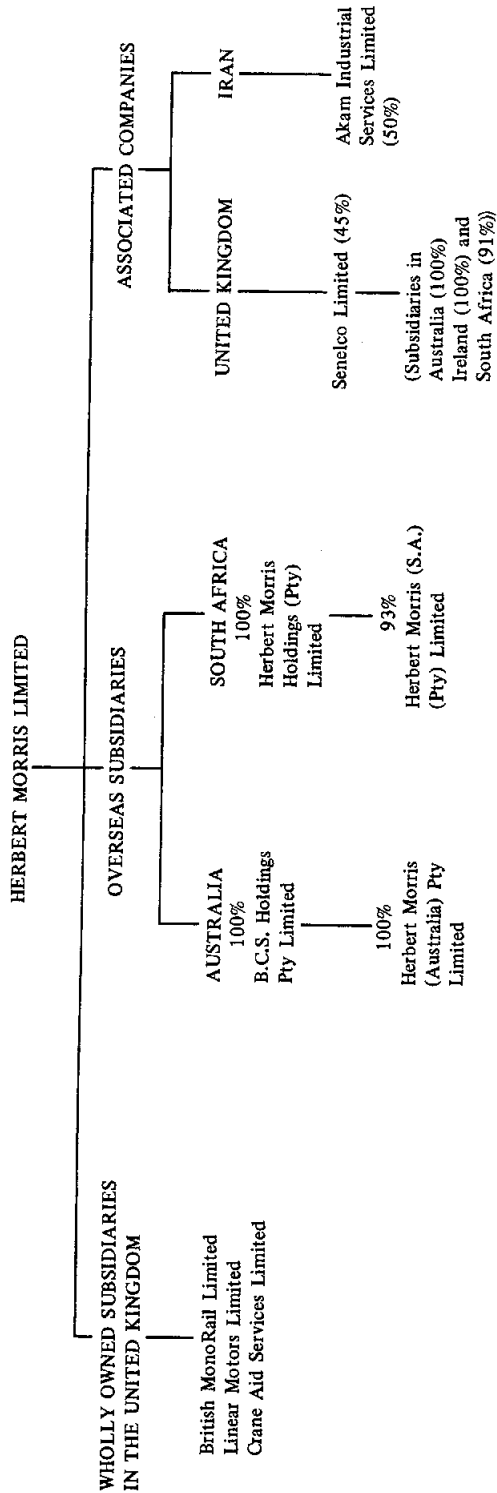 HERBERT MORRIS LIMITED
WHOLLY OWNED SUBSIDIARIES
IN THE UNITED KINGDOM
British MonoRail Limited
Linear Motors Limited
Crane Aid Services Limited
OVERSEAS SUBSIDIARIES
AUSTRALIA
100%
B.C.S. Holdings
Pty Limited
100%
Herbert Morris
(Australia) Pty
Limited
SOUTH AFRICA
100%
Herbert Morris
Holdings (Pty)
Limited
93%
Herbert Morris (S.A.)
(Pty) Limited
ASSOCIATED COMPANIES
UNITED KINGDOM
Senelco Limited (45%)
(Subsidiaries in
Australia (100%)
Ireland (100%) and
South Africa (91%))
IRAN
Akam Industrial
Services Limited
(50%)